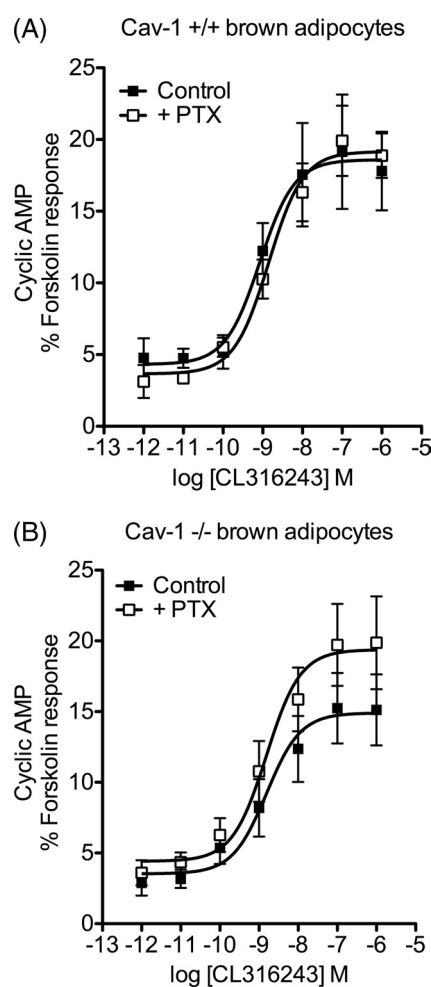 (A)
Cav-1 +/+ brown adipocytes
Control
+ PTX
Cyclic AMP
% Forskolin response
25
20
15
10
5
0
-13 -12 -11 -10 -9 -8 -7 -6 -5
log [CL316243] M
(B)
Cav-1 -/- brown adipocytes
Control
+ PTX
Cyclic AMP
% Forskolin response
25
20
15
10
5
0
-13 -12 -11 -10 -9 -8 -7 -6 -5
log [CL316243] M